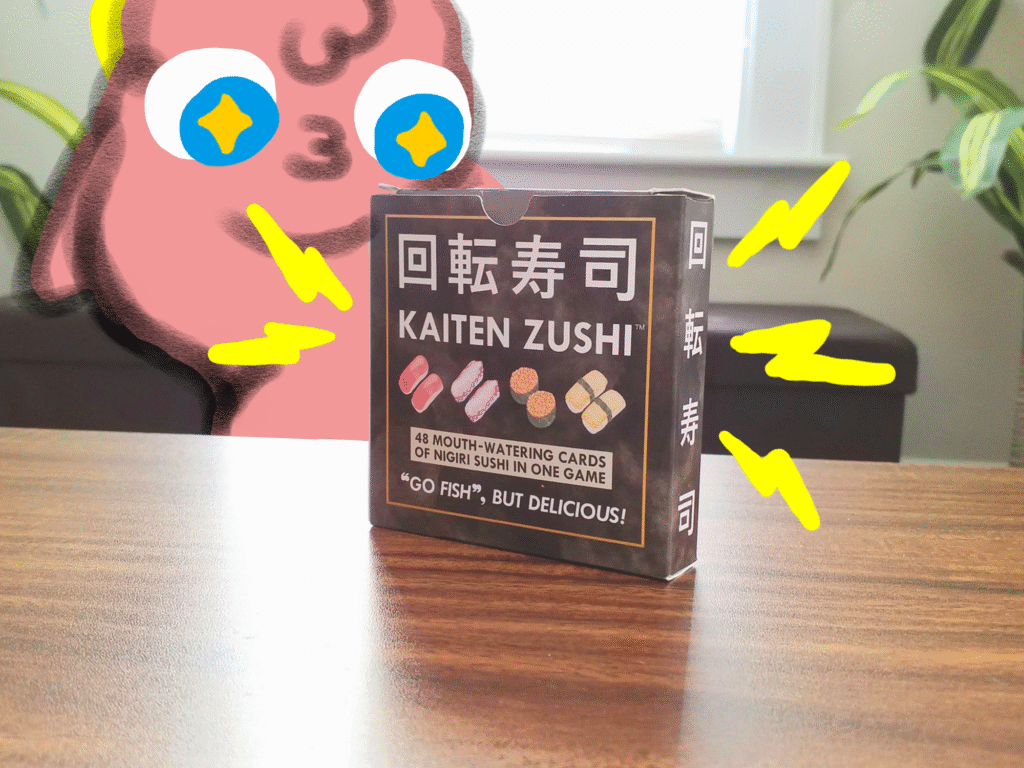 回転寿司
KAITEN ZUSHI™
48 MOUTH-WATERING CARDS
OF NIGIRI SUSHI IN ONE GAME
“GO FISH”, BUT DELICIOUS!
回転寿司